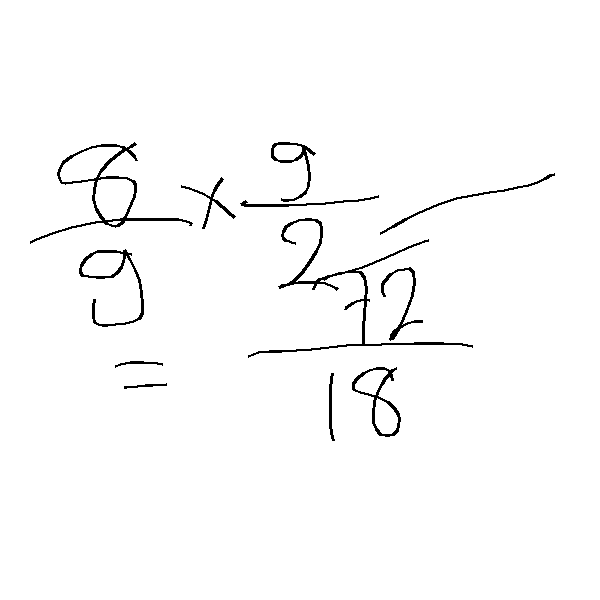 8/9 × 9/2 =
= 72/18